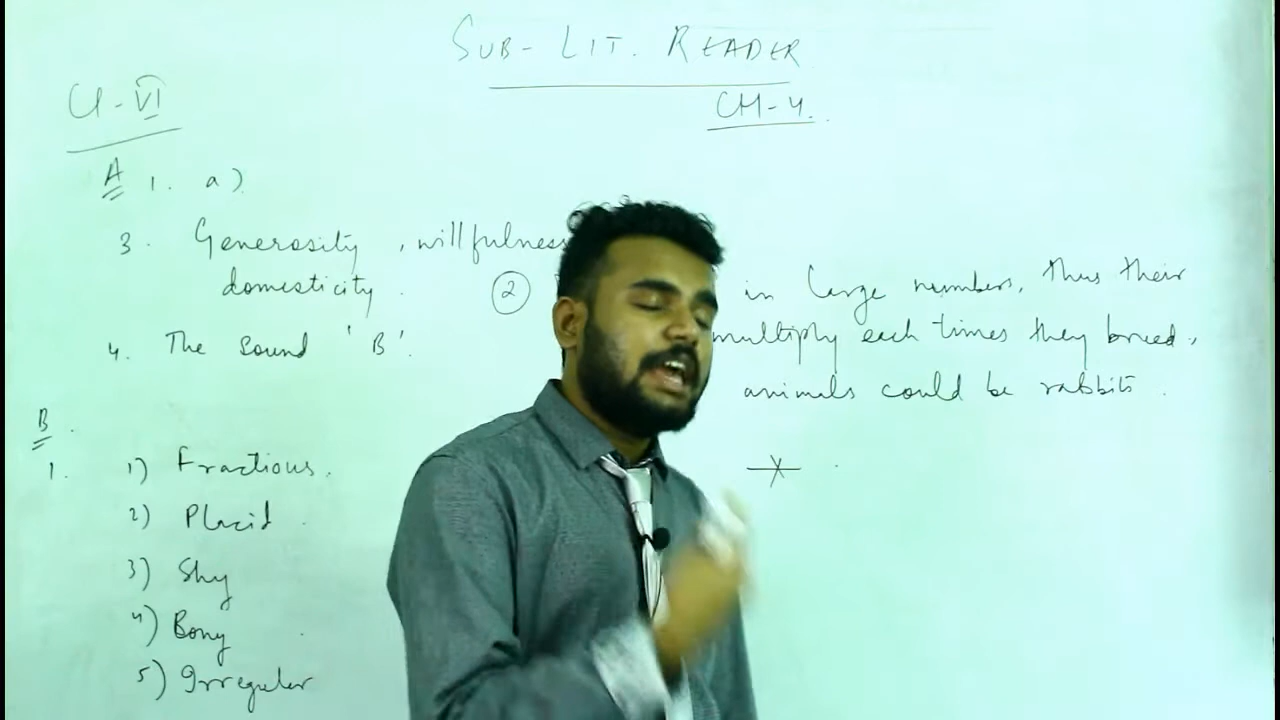 SUB-LIT. READER
Cl-VI
CH-4.
A 1. a)
3. Generosity, willfulness
domesticity.
4. The sound 'B'.
2 in large numbers, thus their
multiply each times they breed,
animals could be rabbits.
B.
1. 1) Fractious.
2) Placid
3) Shy
4) Bony
5) Irregular